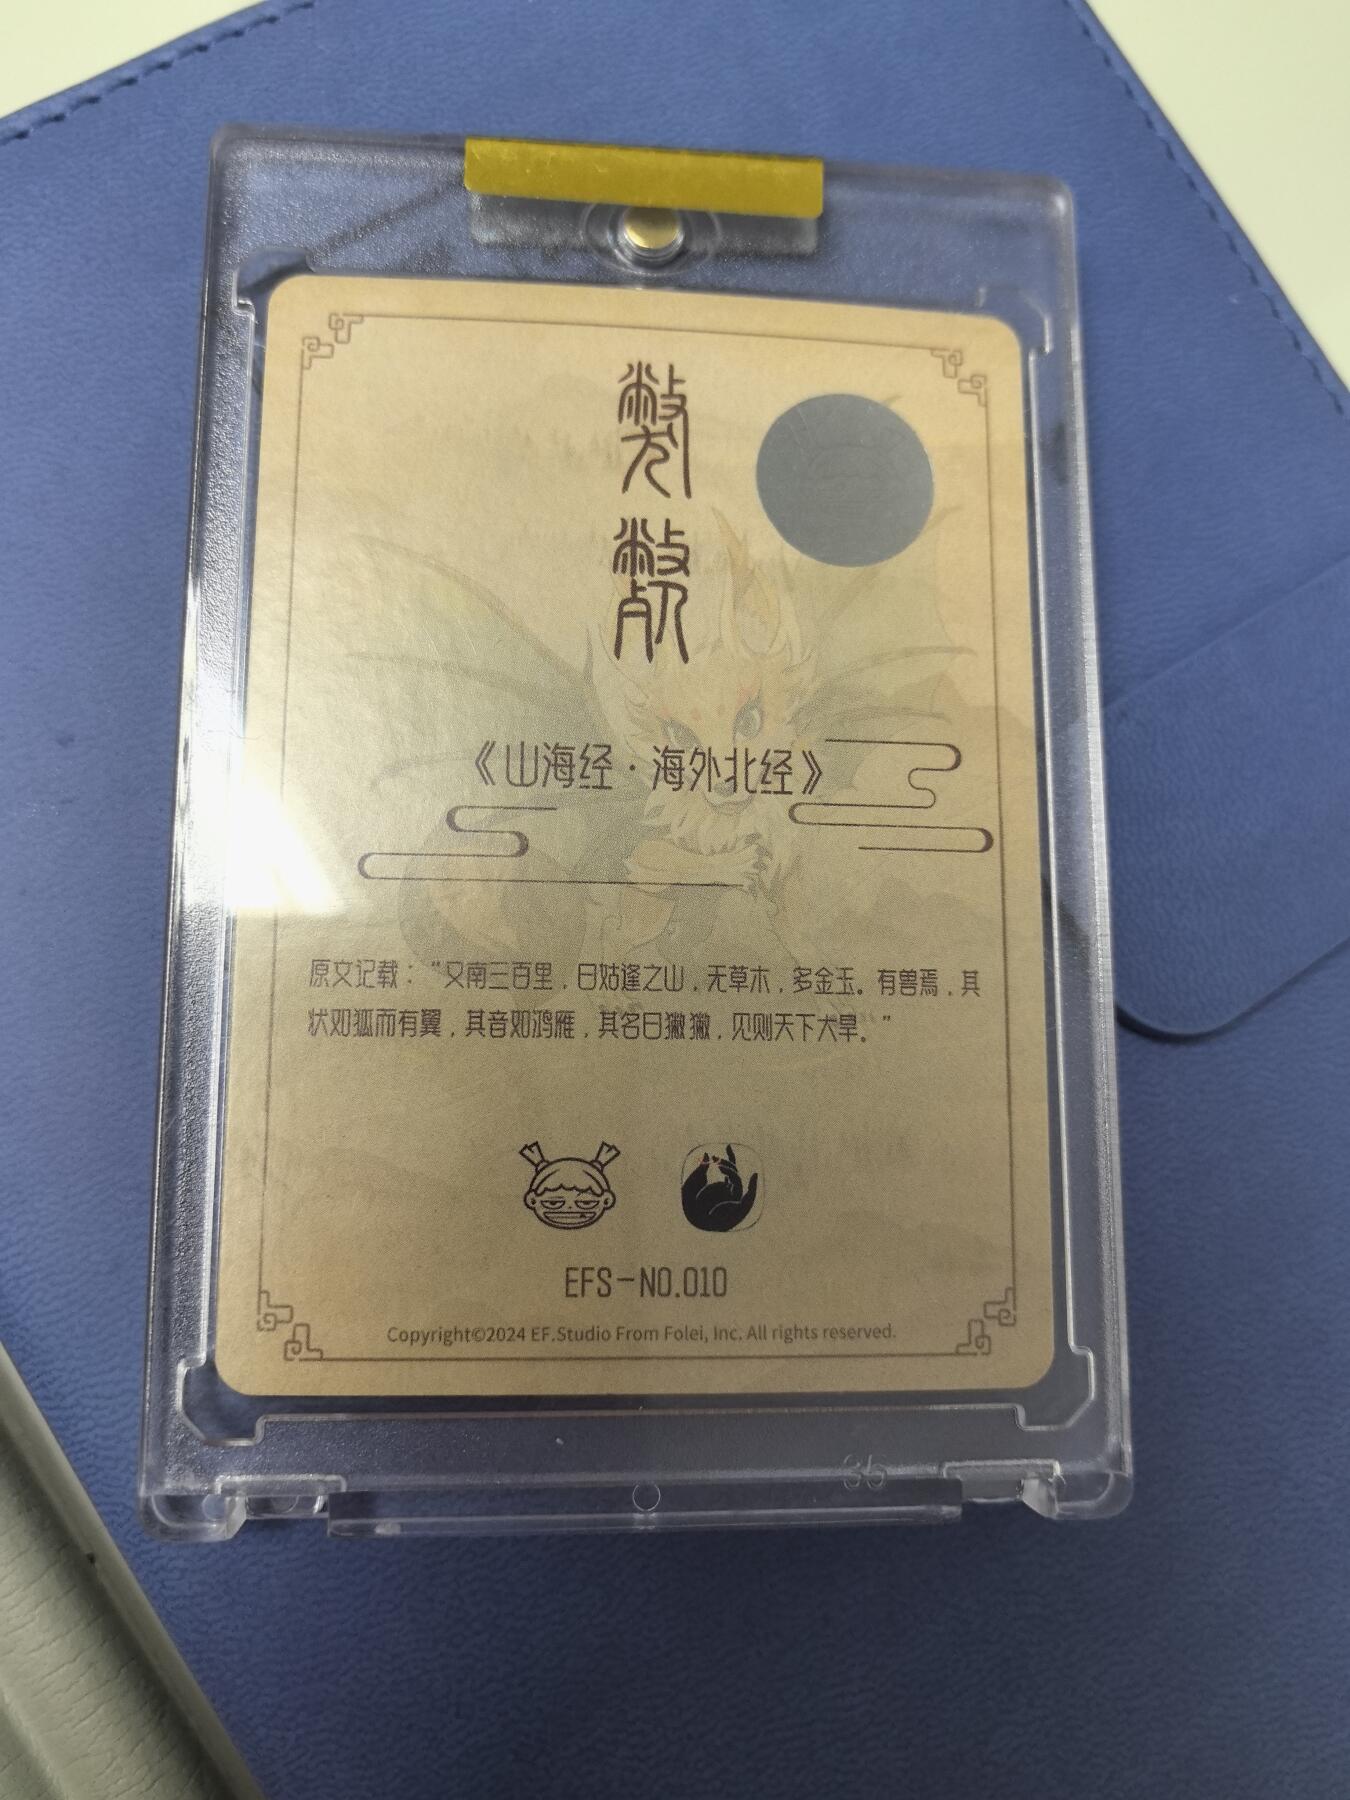 《山海经·海外北经》
原文记载：“又南三百里，曰姑逢之山，无草木，多金玉。有兽焉，其
状如狐而有翼，其音如鸿雁，其名曰獙獙，见则天下大旱。”
EFS-NO.010
Copyright©2024 EF.Studio From Folei, Inc. All rights reserved.
35